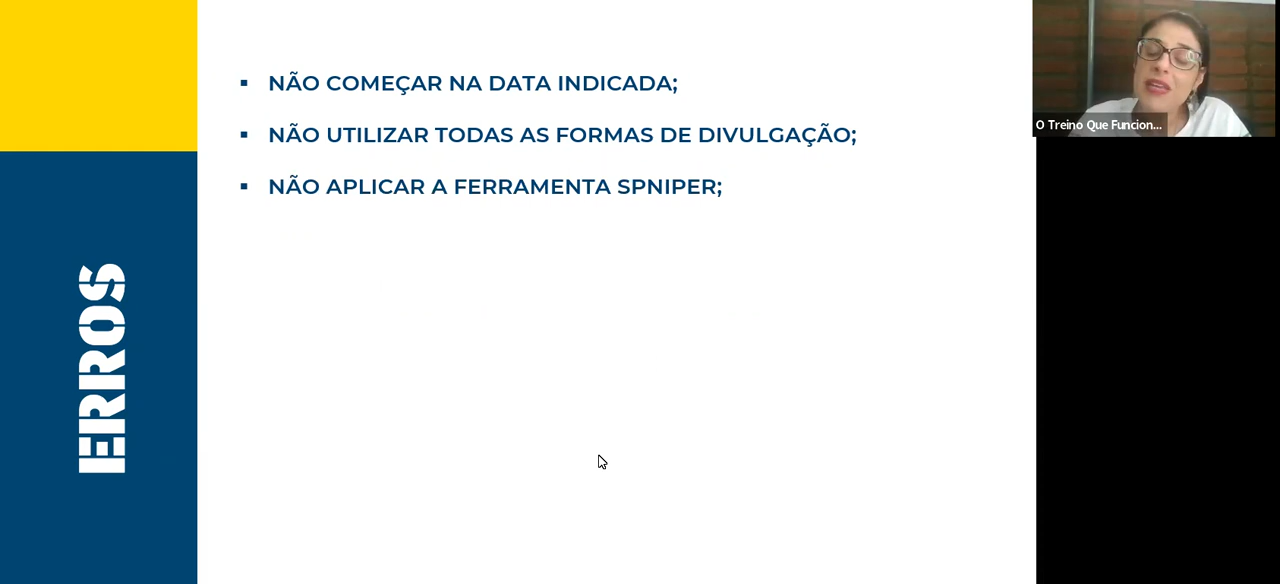 NÃO COMEÇAR NA DATA INDICADA;
NÃO UTILIZAR TODAS AS FORMAS DE DIVULGAÇÃO;
NÃO APLICAR A FERRAMENTA SPNIPER;
ERROS
O Treino Que Funcion...